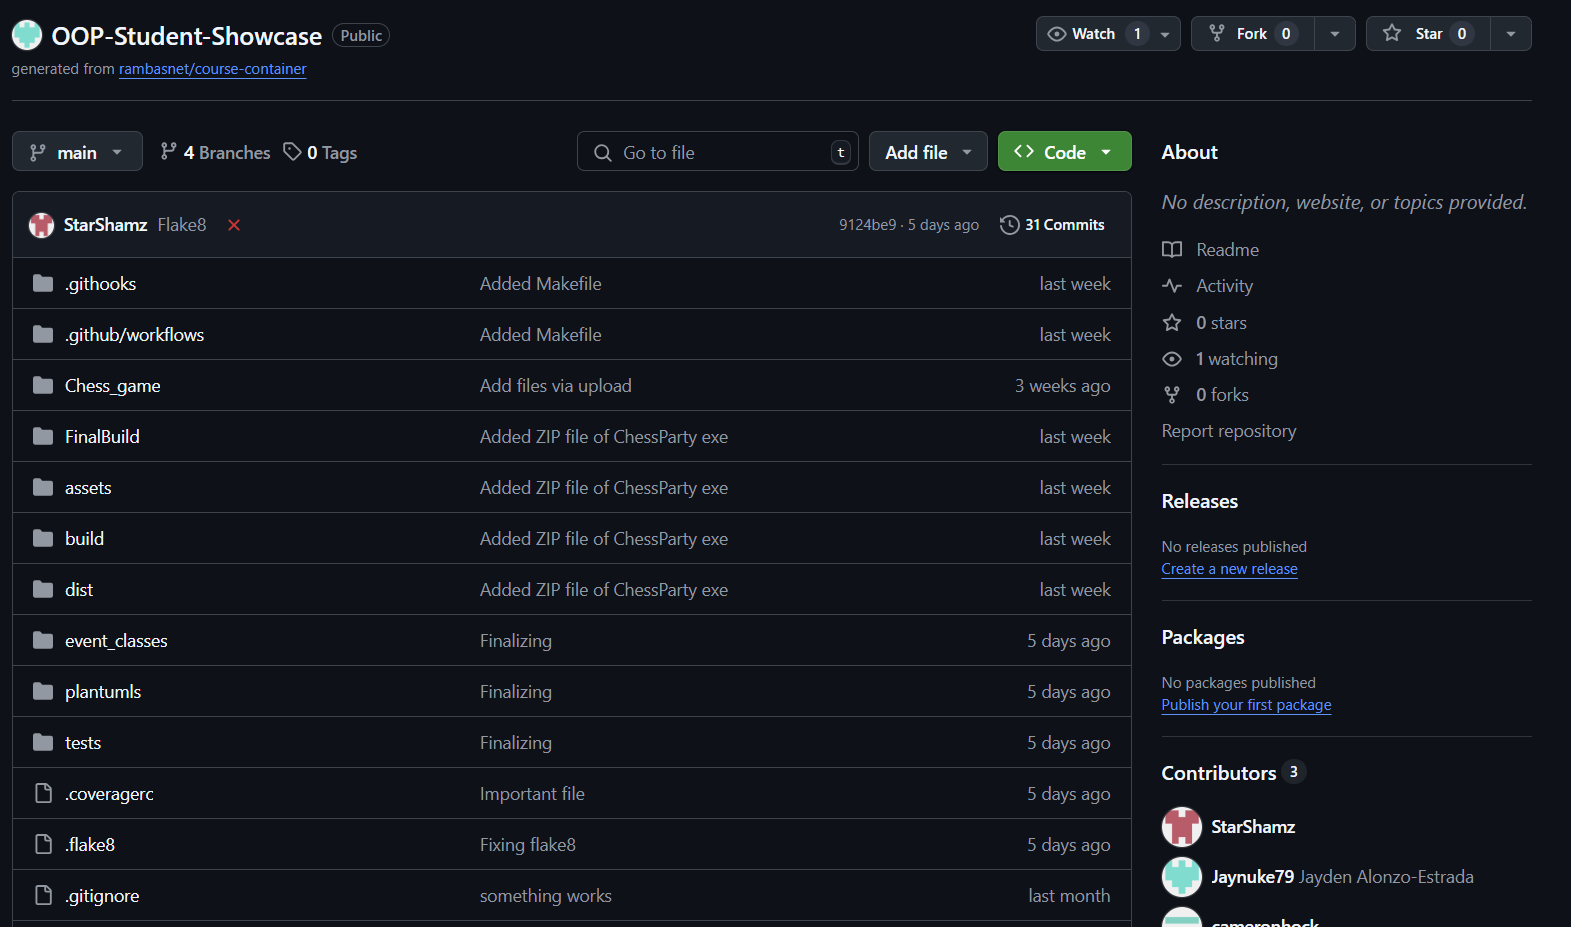 OOP-Student-Showcase Public
Watch 1
Fork 0
Star 0
generated from rambasnet/course-container
main
4 Branches
0 Tags
Go to file t
Add file
Code
StarShamz Flake8
9124be9 · 5 days ago
31 Commits
.githooks Added Makefile last week
.github/workflows Added Makefile last week
Chess_game Add files via upload 3 weeks ago
FinalBuild Added ZIP file of ChessParty exe last week
assets Added ZIP file of ChessParty exe last week
build Added ZIP file of ChessParty exe last week
dist Added ZIP file of ChessParty exe last week
event_classes Finalizing 5 days ago
plantumls Finalizing 5 days ago
tests Finalizing 5 days ago
.coveragerc Important file 5 days ago
.flake8 Fixing flake8 5 days ago
.gitignore something works last month
About
No description, website, or topics provided.
Readme
Activity
0 stars
1 watching
0 forks
Report repository
Releases
No releases published
Create a new release
Packages
No packages published
Publish your first package
Contributors 3
StarShamz
Jaynuke79 Jayden Alonzo-Estrada